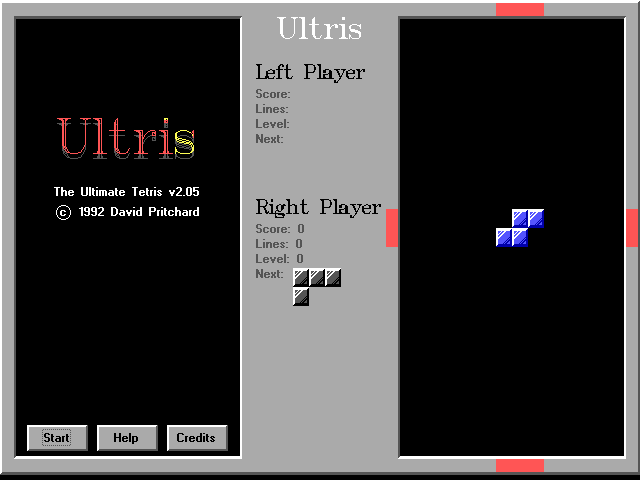 Ultris
Ultris
The Ultimate Tetris v2.05
© 1992 David Pritchard
Start
Help
Credits
Left Player
Score:
Lines:
Level:
Next:
Right Player
Score: 0
Lines: 0
Level: 0
Next: